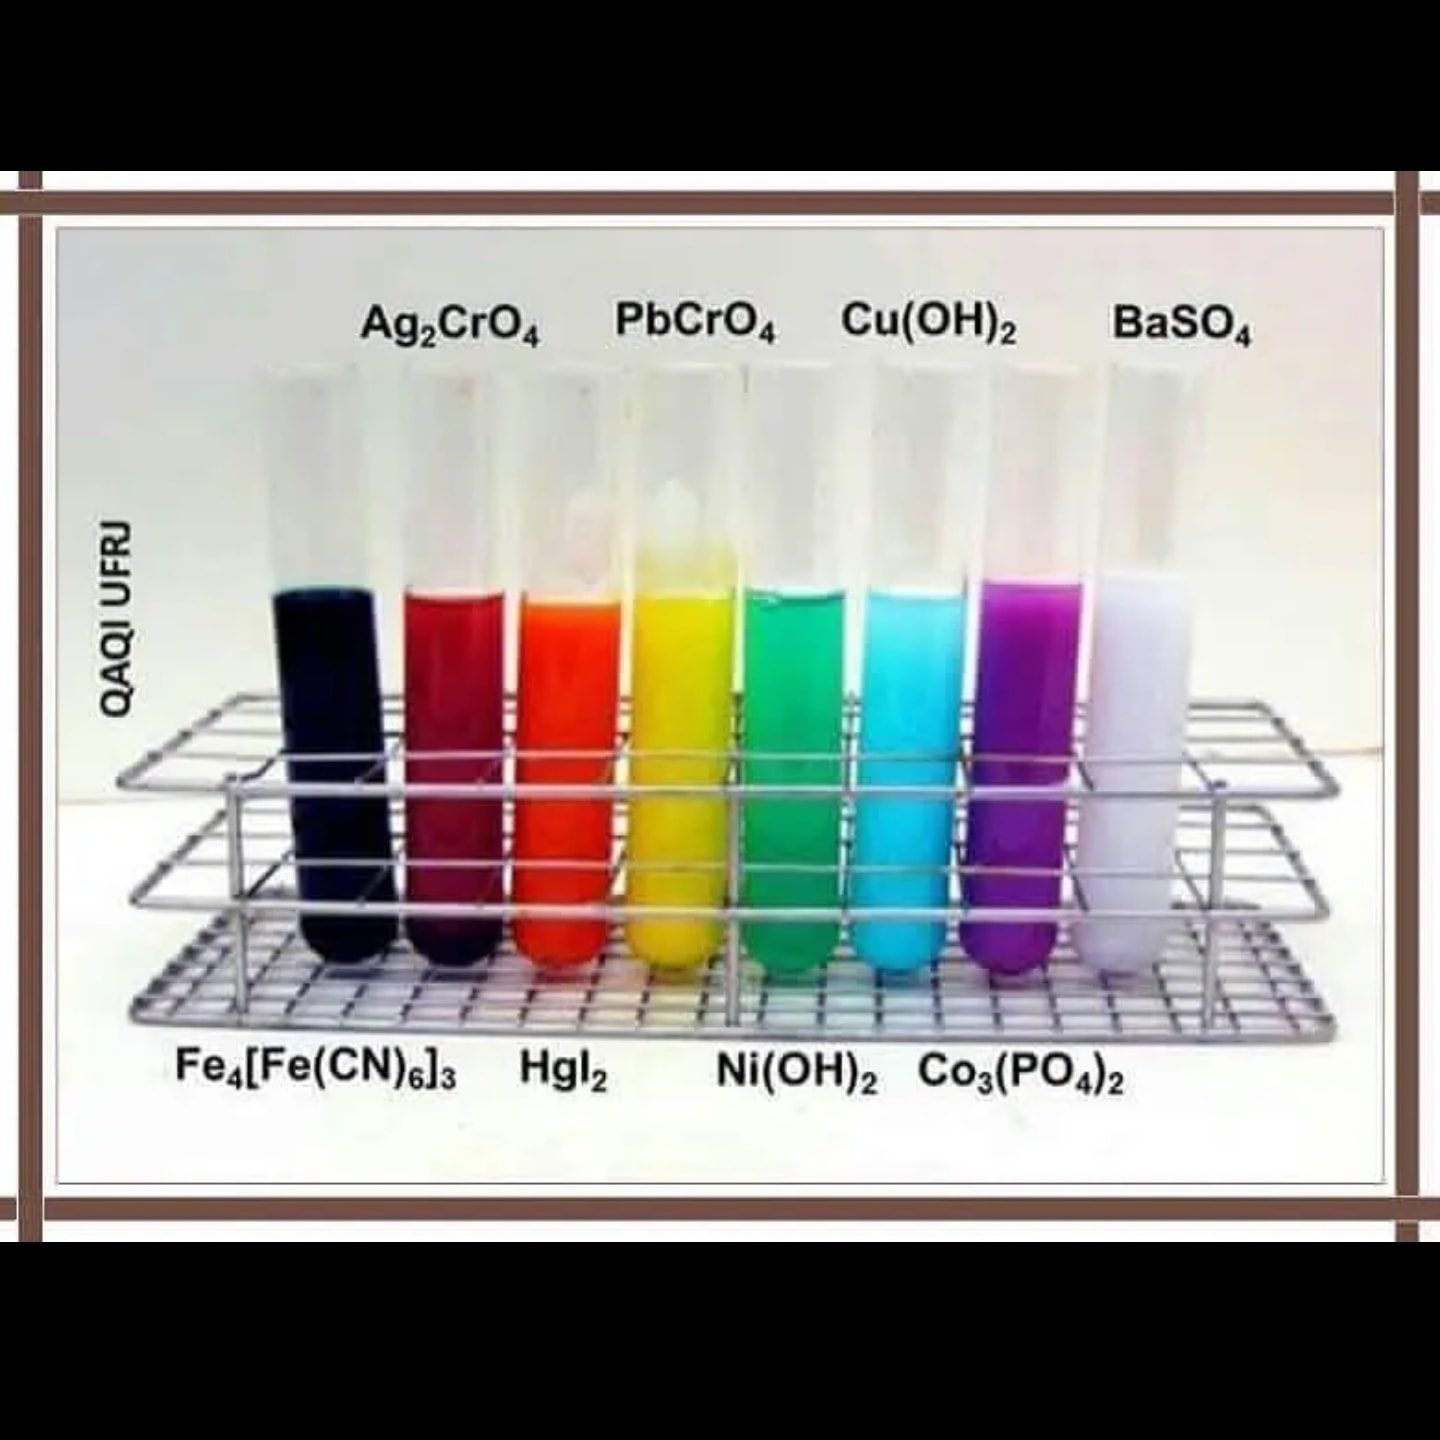 Ag₂CrO₄ PbCrO₄ Cu(OH)₂ BaSO₄
QAQI UFRJ
Fe₄[Fe(CN)₆]₃ HgI₂ Ni(OH)₂ Co₃(PO₄)₂